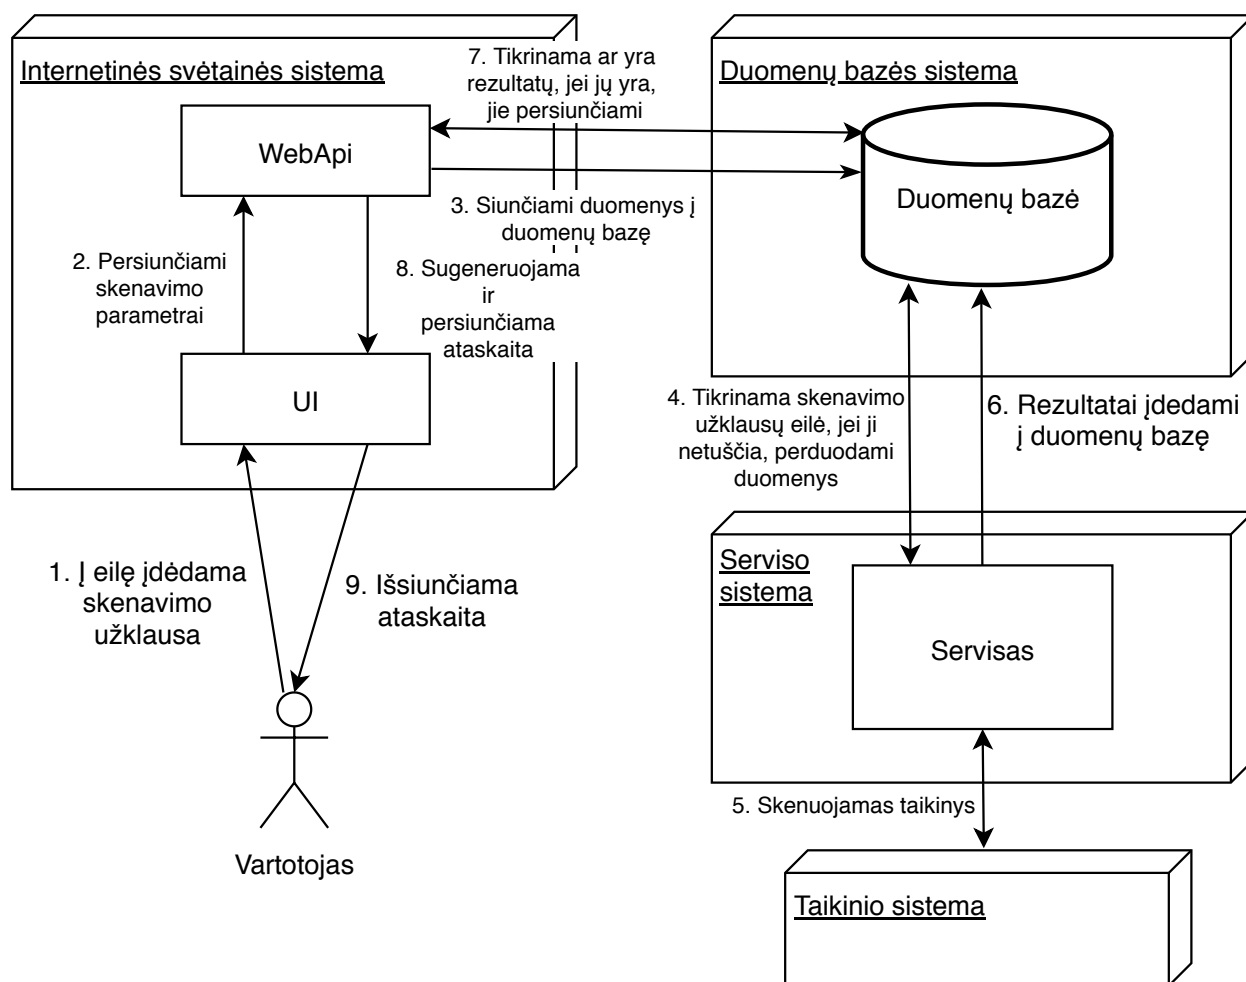 Internetinės svėtainės sistema
WebApi
7. Tikrinama ar yra
rezultatų, jei jų yra,
jie persiunčiami
Duomenų bazės sistema
Duomenų bazė
3. Siunčiami duomenys į
duomenų bazę
2. Persiunčiami
skenavimo
parametrai
8. Sugeneruojama
ir
persiunčiama
ataskaita
UI
4. Tikrinama skenavimo
užklausų eilė, jei ji
netuščia, perduodami
duomenys
6. Rezultatai įdedami
į duomenų bazę
1. Į eilę įdėdama
skenavimo
užklausa
9. Išsiunčiama
ataskaita
Serviso
sistema
Servisas
5. Skenuojamas taikinys
Vartotojas
Taikinio sistema